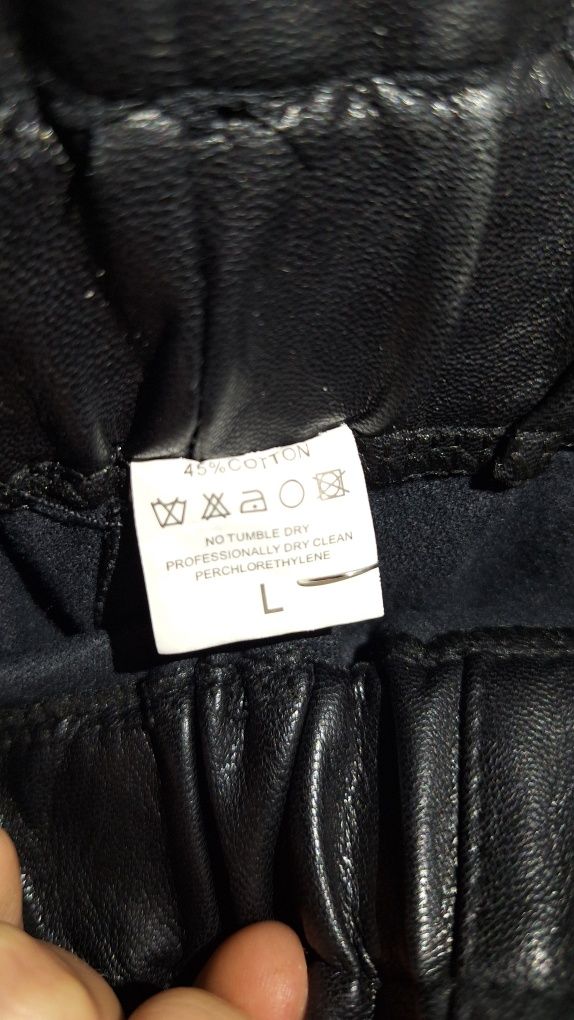 45%COTTON
NO TUMBLE DRY
PROFESSIONALLY DRY CLEAN
PERCHLORETHYLENE
L